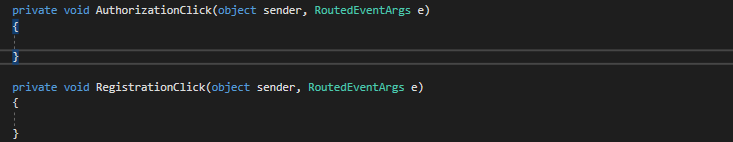 private void AuthorizationClick(object sender, RoutedEventArgs e)
{
}
private void RegistrationClick(object sender, RoutedEventArgs e)
{
}